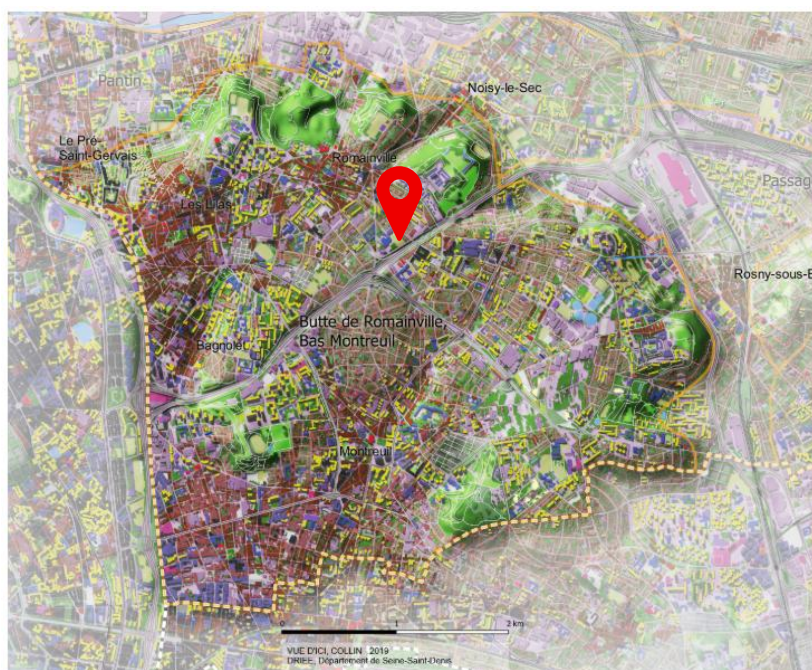 Pantin
Noisy-le-Sec
Le Pré-
Saint-Gervais
Romainville
Passag
Les Lilas
Rosny-sous-B
Butte de Romainville,
Bas Montreuil
Bagnolet
Montreuil
0 1 2 km
VUE D'ICI, COLLIN , 2019
DRIEE, Département de Seine-Saint-Denis